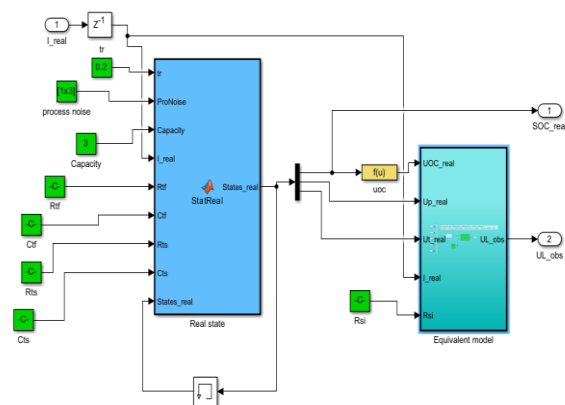 1
I_real
Z-1
tr
0.2
[1x3]
process noise
3
Capacity
-C-
Rtf
-C-
Ctf
-C-
Rts
-C-
Cts
tr
ProNoise
Capacity
I_real
Rtf
Ctf
Rts
Cts
States_real
States_real
StatReal
Real state
f(u)
uoc
-C-
Rsi
UOC_real
Up_real
Ut_real
I_real
Rsi
UL_obs
Equivalent model
1
SOC_rea
2
UL_obs